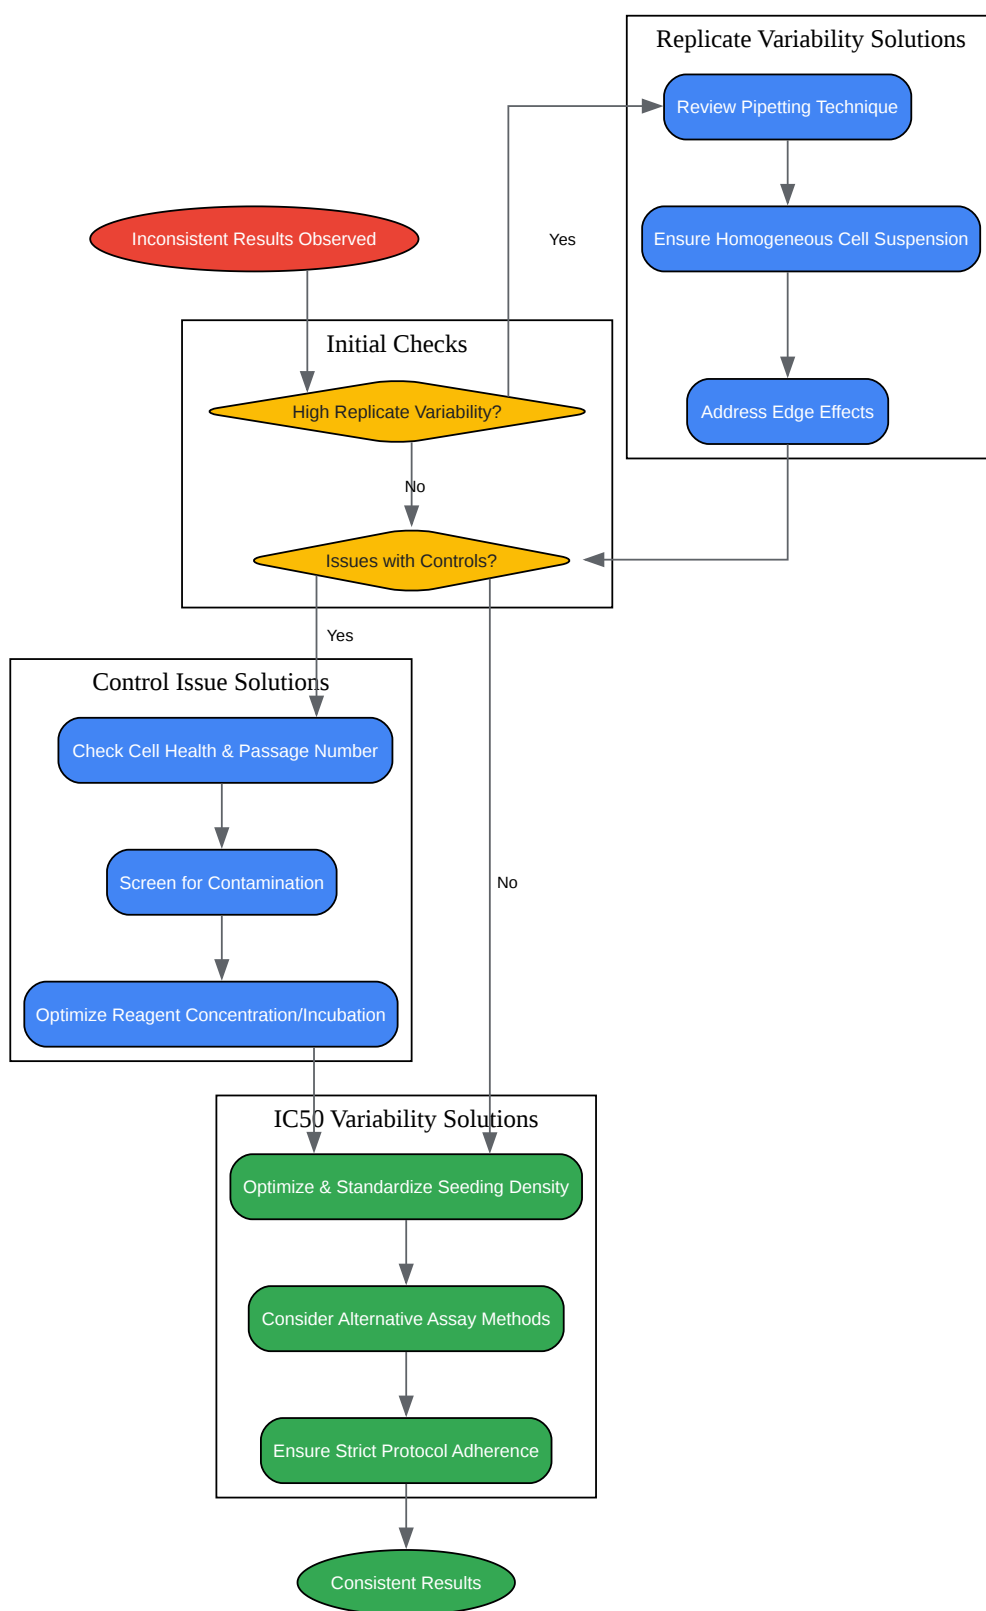 Replicate Variability Solutions
Review Pipetting Technique
Inconsistent Results Observed
Yes
Ensure Homogeneous Cell Suspension
Initial Checks
High Replicate Variability?
Address Edge Effects
No
Issues with Controls?
Yes
Control Issue Solutions
Check Cell Health & Passage Number
Screen for Contamination
No
Optimize Reagent Concentration/Incubation
IC50 Variability Solutions
Optimize & Standardize Seeding Density
Consider Alternative Assay Methods
Ensure Strict Protocol Adherence
Consistent Results